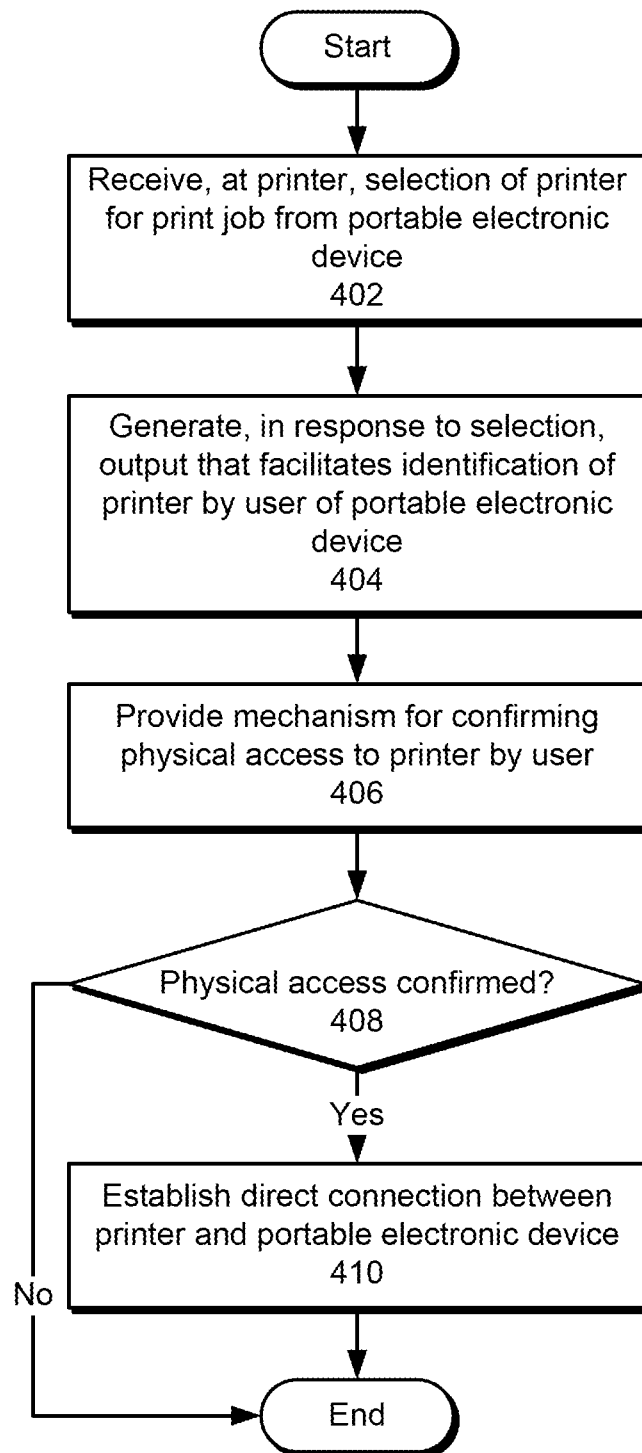 Start
Receive, at printer, selection of printer
for print job from portable electronic
device
402
Generate, in response to selection,
output that facilitates identification of
printer by user of portable electronic
device
404
Provide mechanism for confirming
physical access to printer by user
406
Physical access confirmed?
408
Yes
Establish direct connection between
printer and portable electronic device
410
No
End